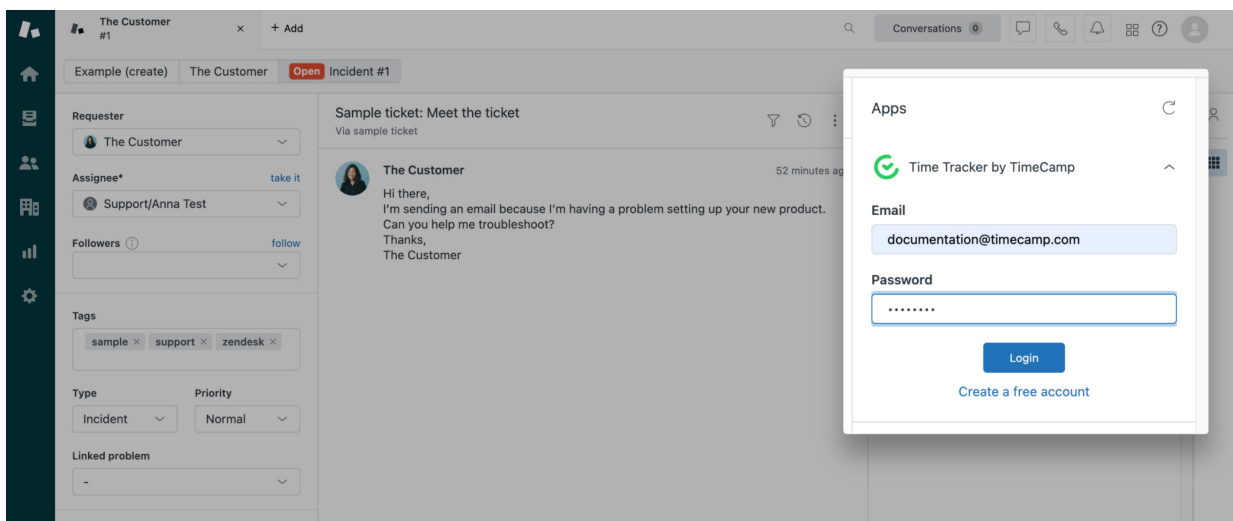 The Customer
#1
+ Add
Conversations 0
Example (create)
The Customer
Open Incident #1
Requester
The Customer
Assignee*
take it
Support/Anna Test
Followers
follow
Tags
sample × support × zendesk ×
Type
Priority
Incident
Normal
Linked problem
-
Sample ticket: Meet the ticket
Via sample ticket
The Customer
52 minutes ag
Hi there,
I'm sending an email because I'm having a problem setting up your new product.
Can you help me troubleshoot?
Thanks,
The Customer
Apps
Time Tracker by TimeCamp
Email
documentation@timecamp.com
Password
........
Login
Create a free account